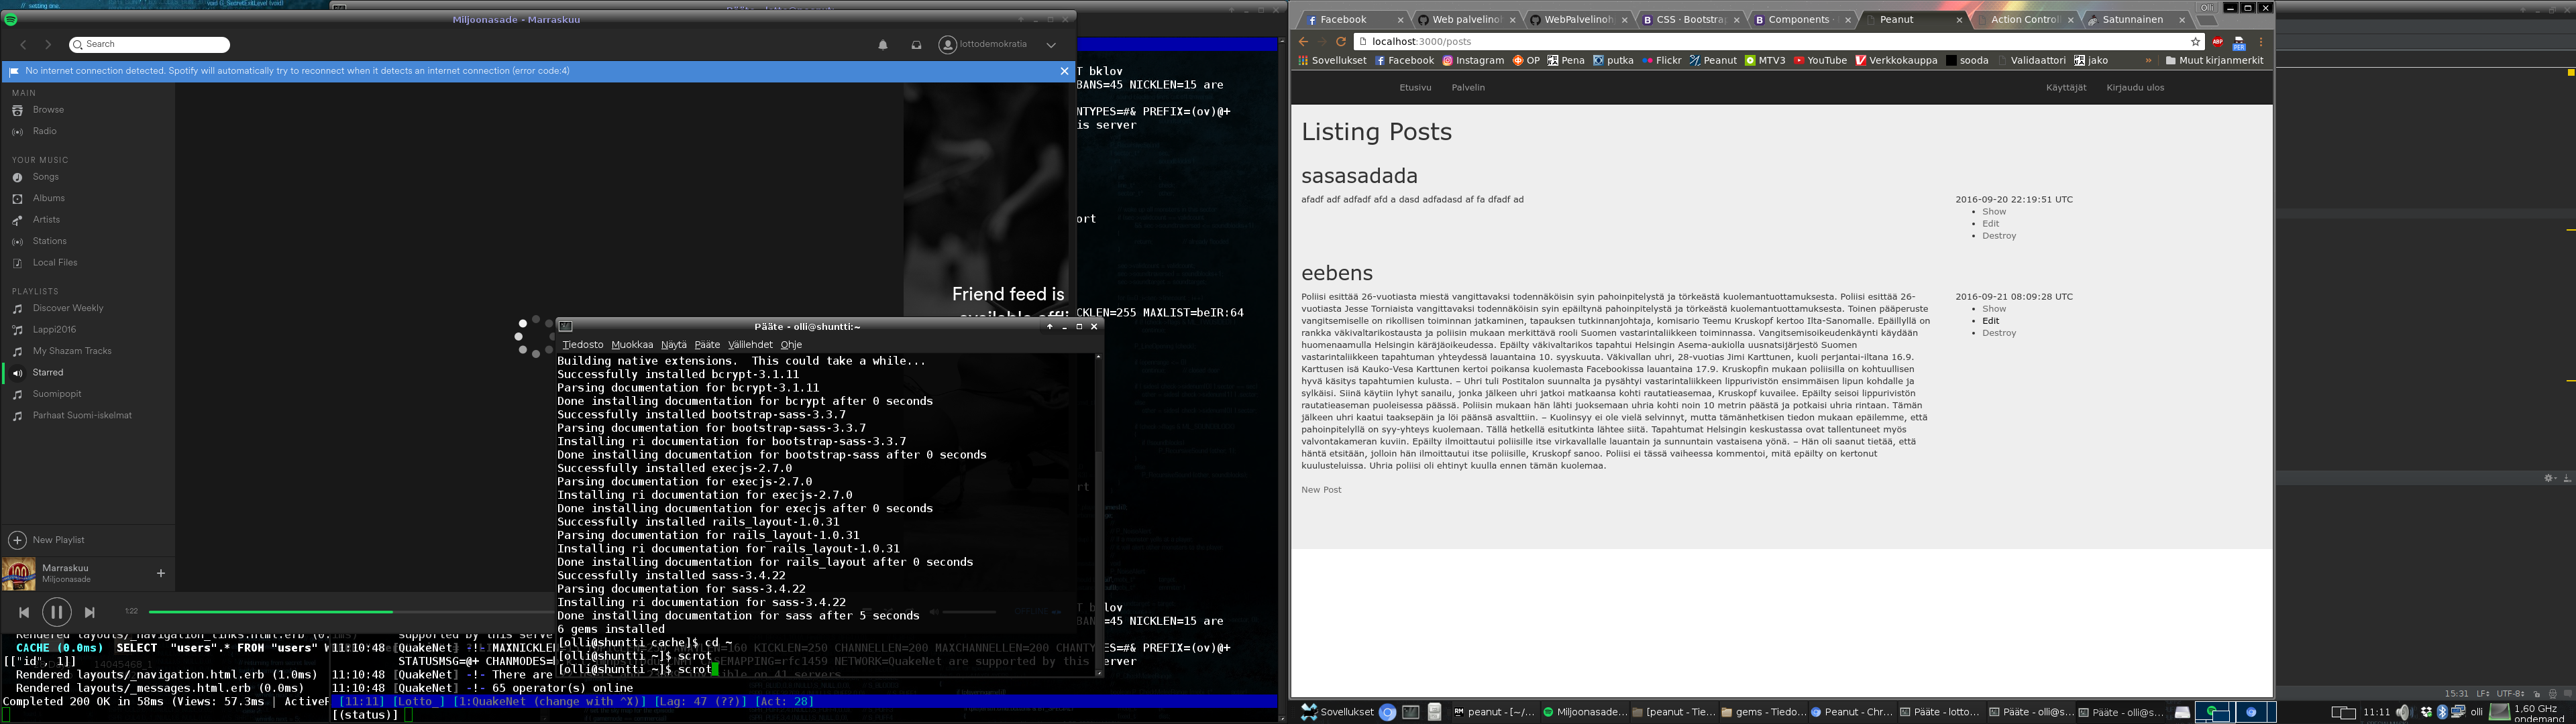 Miljoonasade - Marraskuu
Search
lottodemokratia
No internet connection detected. Spotify will automatically try to reconnect when it detects an internet connection (error code:4)
MAIN
Browse
Radio
YOUR MUSIC
Songs
Albums
Artists
Stations
Local Files
PLAYLISTS
Discover Weekly
Lappi2016
My Shazam Tracks
Starred
Suomipopit
Parhaat Suomi-iskelmat
New Playlist
Marraskuu
Miljoonasade
1:22
Friend feed is
T bklov
BANS=45 NICKLEN=15 are
NTYPES=#& PREFIX=(ov)@+
is server
ort
CKLEN=255 MAXLIST=beIR:64
Pääte - olli@shuntti:~
Tiedosto Muokkaa Näytä Pääte Välilehdet Ohje
Building native extensions.  This could take a while...
Successfully installed bcrypt-3.1.11
Parsing documentation for bcrypt-3.1.11
Done installing documentation for bcrypt after 0 seconds
Successfully installed bootstrap-sass-3.3.7
Parsing documentation for bootstrap-sass-3.3.7
Installing ri documentation for bootstrap-sass-3.3.7
Done installing documentation for bootstrap-sass after 0 seconds
Successfully installed execjs-2.7.0
Parsing documentation for execjs-2.7.0
Installing ri documentation for execjs-2.7.0
Done installing documentation for execjs after 0 seconds
Successfully installed rails_layout-1.0.31
Parsing documentation for rails_layout-1.0.31
Installing ri documentation for rails_layout-1.0.31
Done installing documentation for rails_layout after 0 seconds
Successfully installed sass-3.4.22
Parsing documentation for sass-3.4.22
Installing ri documentation for sass-3.4.22
Done installing documentation for sass after 5 seconds
6 gems installed
[olli@shuntti cache]$ cd ~
[olli@shuntti ~]$ scrot
[olli@shuntti ~]$ scrot
T bklov
=45 NICKLEN=15 are
NTYPES=#& PREFIX=(ov)@+
Rendered layouts/_navigation_links.html.erb
CACHE (0.0ms)  SELECT  "users".* FROM "users"
[["id", 1]]
Rendered layouts/_navigation.html.erb (1.0ms)
Rendered layouts/_messages.html.erb (0.0ms)
Completed 200 OK in 58ms (Views: 57.3ms |
supported by this serve
11:10:48 [QuakeNet] -!- MAXNICKLEN
STATUSMSG=@+ CHANMODES=
11:10:48 [QuakeNet] -!- There are
11:10:48 [QuakeNet] -!- 65 operator(s) online
[11:11] [Lotto_] [1:QuakeNet (change with ^X)] [Lag: 47 (??)] [Act: 28]
[(status)]
Olli
Facebook
Web palvelinoh
WebPalvelinoh
CSS · Bootstrap
Components ·
Peanut
Action Controll
Satunnainen
localhost:3000/posts
Sovellukset Facebook Instagram OP Pena putka Flickr Peanut MTV3 YouTube Verkkokauppa sooda Validaattori jako » Muut kirjanmerkit
Etusivu Palvelin Käyttäjät Kirjaudu ulos
Listing Posts
sasasadada
afadf adf adfadf afd a dasd adfadasd af fa dfadf ad
2016-09-20 22:19:51 UTC
Show
Edit
Destroy
eebens
Poliisi esittää 26-vuotiasta miestä vangittavaksi todennäköisin syin pahoinpitelystä ja törkeästä kuolemantuottamuksesta. Poliisi esittää 26-
vuotiasta Jesse Torniaista vangittavaksi todennäköisin syin epäiltynä pahoinpitelystä ja törkeästä kuolemantuottamuksesta. Toinen pääperuste
vangitsemiselle on rikollisen toiminnan jatkaminen, tapauksen tutkinnanjohtaja, komisario Teemu Kruskopf kertoo Ilta-Sanomalle. Epäillyllä on
rankka väkivaltarikostausta ja poliisin mukaan merkittävä rooli Suomen vastarintaliikkeen toiminnassa. Vangitsemisoikeudenkäynti käydään
huomenaamulla Helsingin käräjäoikeudessa. Epäilty väkivaltarikos tapahtui Helsingin Asema-aukiolla uusnatsijärjestö Suomen
vastarintaliikkeen tapahtuman yhteydessä lauantaina 10. syyskuuta. Väkivallan uhri, 28-vuotias Jimi Karttunen, kuoli perjantai-iltana 16.9.
Karttusen isä Kauko-Vesa Karttunen kertoi poikansa kuolemasta Facebookissa lauantaina 17.9. Kruskopfin mukaan poliisilla on kohtuullisen
hyvä käsitys tapahtumien kulusta. – Uhri tuli Postitalon suunnalta ja pysähtyi vastarintaliikkeen lippurivistön ensimmäisen lipun kohdalle ja
sylkäisi. Siinä käytiin lyhyt sanailu, jonka jälkeen uhri jatkoi matkaansa kohti rautatieasemaa, Kruskopf kuvailee. Epäilty seisoi lippurivistön
rautatieaseman puoleisessa päässä. Poliisin mukaan hän lähti juoksemaan uhria kohti noin 10 metrin päästä ja potkaisi uhria rintaan. Tämän
jälkeen uhri kaatui taaksepäin ja löi päänsä asvalttiin. – Kuolinsyy ei ole vielä selvinnyt, mutta tämänhetkisen tiedon mukaan epäilemme, että
pahoinpitelyllä on syy-yhteys kuolemaan. Tällä hetkellä esitutkinta lähtee siitä. Tapahtumat Helsingin keskustassa ovat tallentuneet myös
valvontakameran kuviin. Epäilty ilmoittautui poliisille itse virkavallalle lauantain ja sunnuntain vastaisena yönä. – Hän oli saanut tietää, että
häntä etsitään, jolloin hän ilmoittautui itse poliisille, Kruskopf sanoo. Poliisi ei tässä vaiheessa kommentoi, mitä epäilty on kertonut
kuulusteluissa. Uhria poliisi oli ehtinyt kuulla ennen tämän kuolemaa.
2016-09-21 08:09:28 UTC
Show
Edit
Destroy
New Post
15:31 LF÷ UTF-8÷
Sovellukset peanut - [~/... Miljoonasade... [peanut - Tie... gems - Tiedo... Peanut - Chr... Pääte - lotto... Pääte - olli@s... Pääte - olli@s...
11:11 olli 1,60 GHz
ondemand